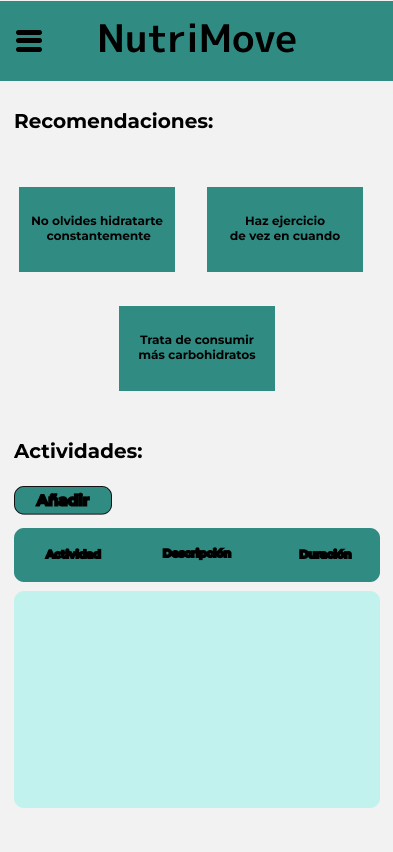 NutriMove
Recomendaciones:
No olvides hidratarte
constantemente
Haz ejercicio
de vez en cuando
Trata de consumir
más carbohidratos
Actividades:
Añadir
Actividad Descripción Duración